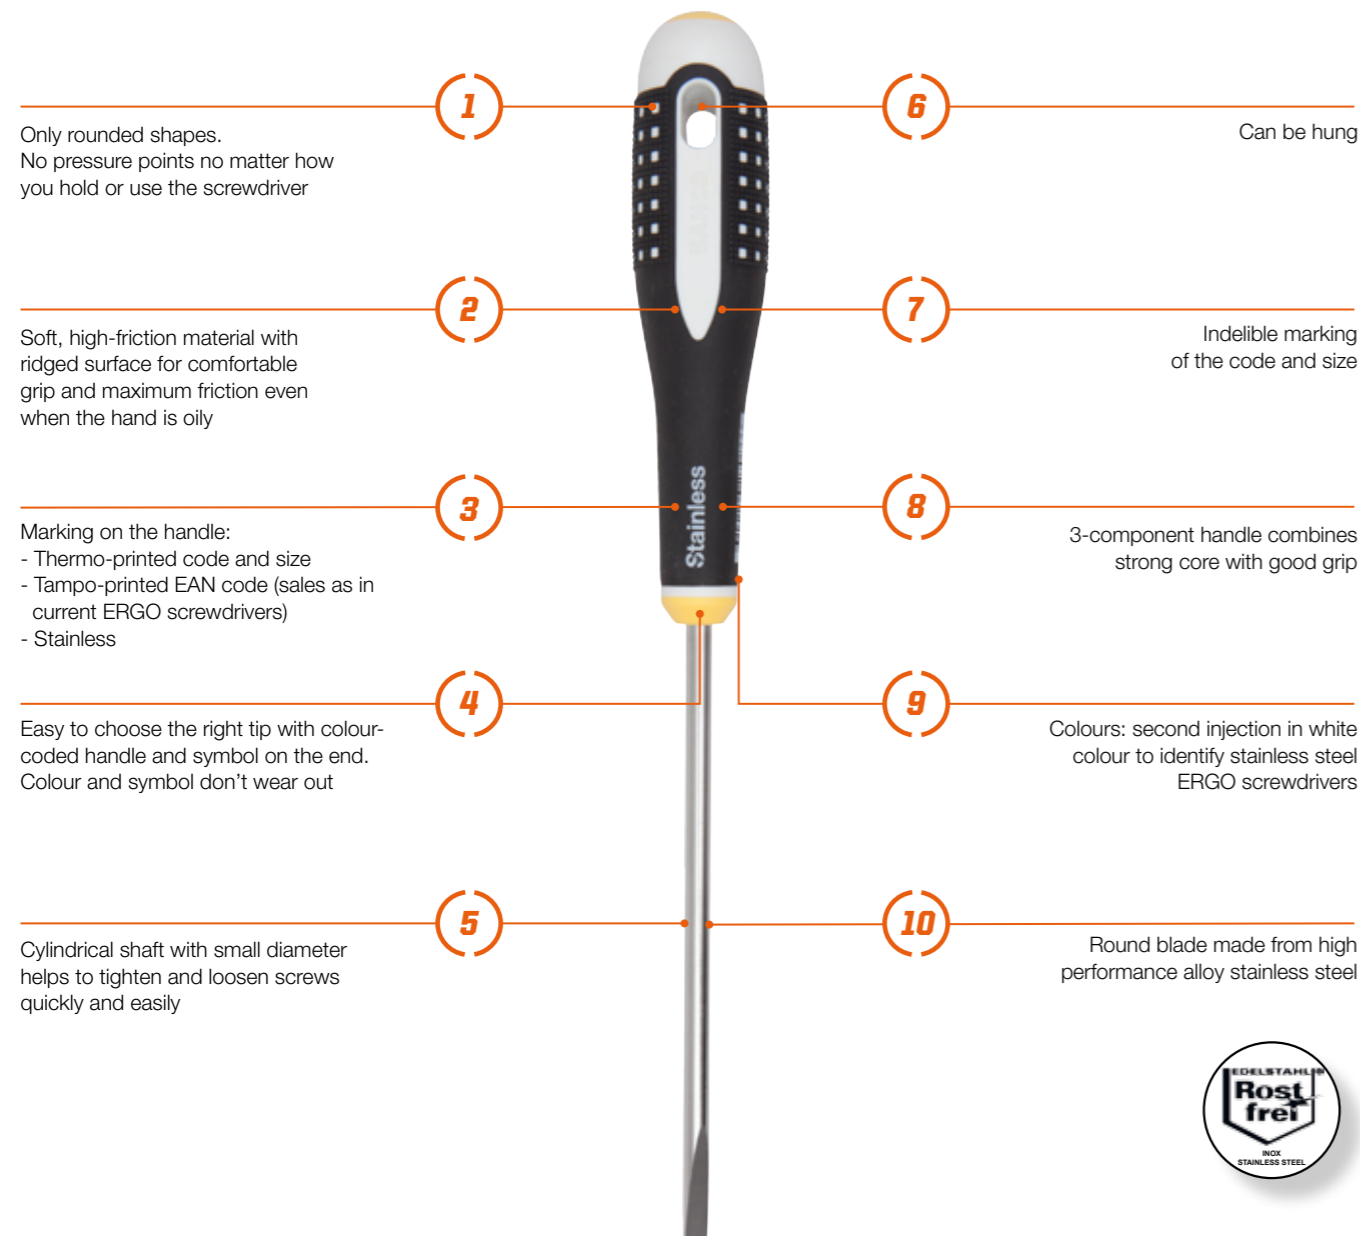 1
Only rounded shapes.
No pressure points no matter how
you hold or use the screwdriver
2
Soft, high-friction material with
ridged surface for comfortable
grip and maximum friction even
when the hand is oily
3
Marking on the handle:
- Thermo-printed code and size
- Tampo-printed EAN code (sales as in
current ERGO screwdrivers)
- Stainless
4
Easy to choose the right tip with colour-
coded handle and symbol on the end.
Colour and symbol don't wear out
5
Cylindrical shaft with small diameter
helps to tighten and loosen screws
quickly and easily
Stainless
6
Can be hung
7
Indelible marking
of the code and size
8
3-component handle combines
strong core with good grip
9
Colours: second injection in white
colour to identify stainless steel
ERGO screwdrivers
10
Round blade made from high
performance alloy stainless steel
EDELSTAHL
Rost
frei
INOX
STAINLESS STEEL